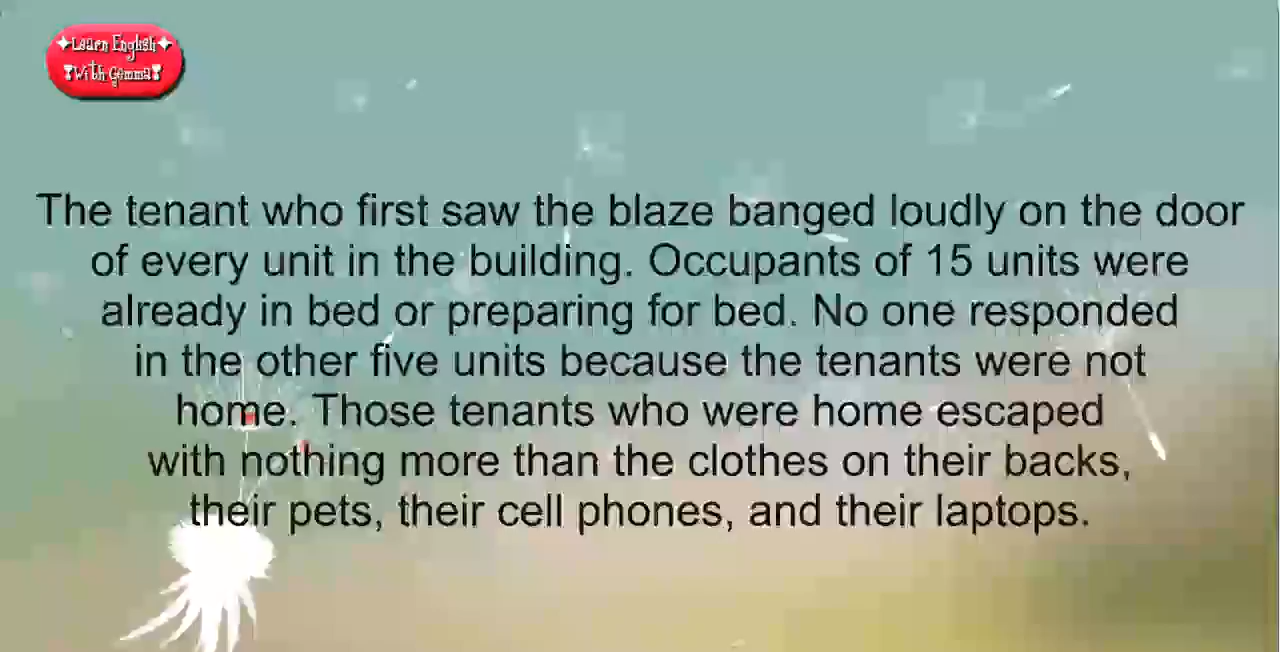 Learn English
With Gemma
The tenant who first saw the blaze banged loudly on the door
of every unit in the building. Occupants of 15 units were
already in bed or preparing for bed. No one responded
in the other five units because the tenants were not
home. Those tenants who were home escaped
with nothing more than the clothes on their backs,
their pets, their cell phones, and their laptops.